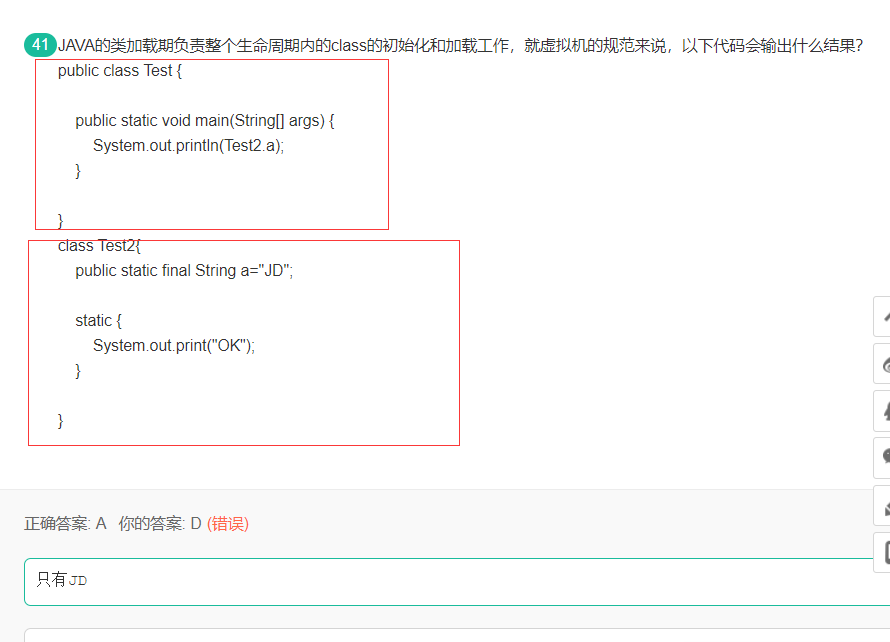 41 JAVA的类加载期负责整个生命周期内的class的初始化和加载工作，就虚拟机的规范来说，以下代码会输出什么结果？
public class Test {
public static void main(String[] args) {
System.out.println(Test2.a);
}
}
class Test2{
public static final String a="JD";
static {
System.out.print("OK");
}
}
正确答案: A 你的答案: D (错误)
只有JD